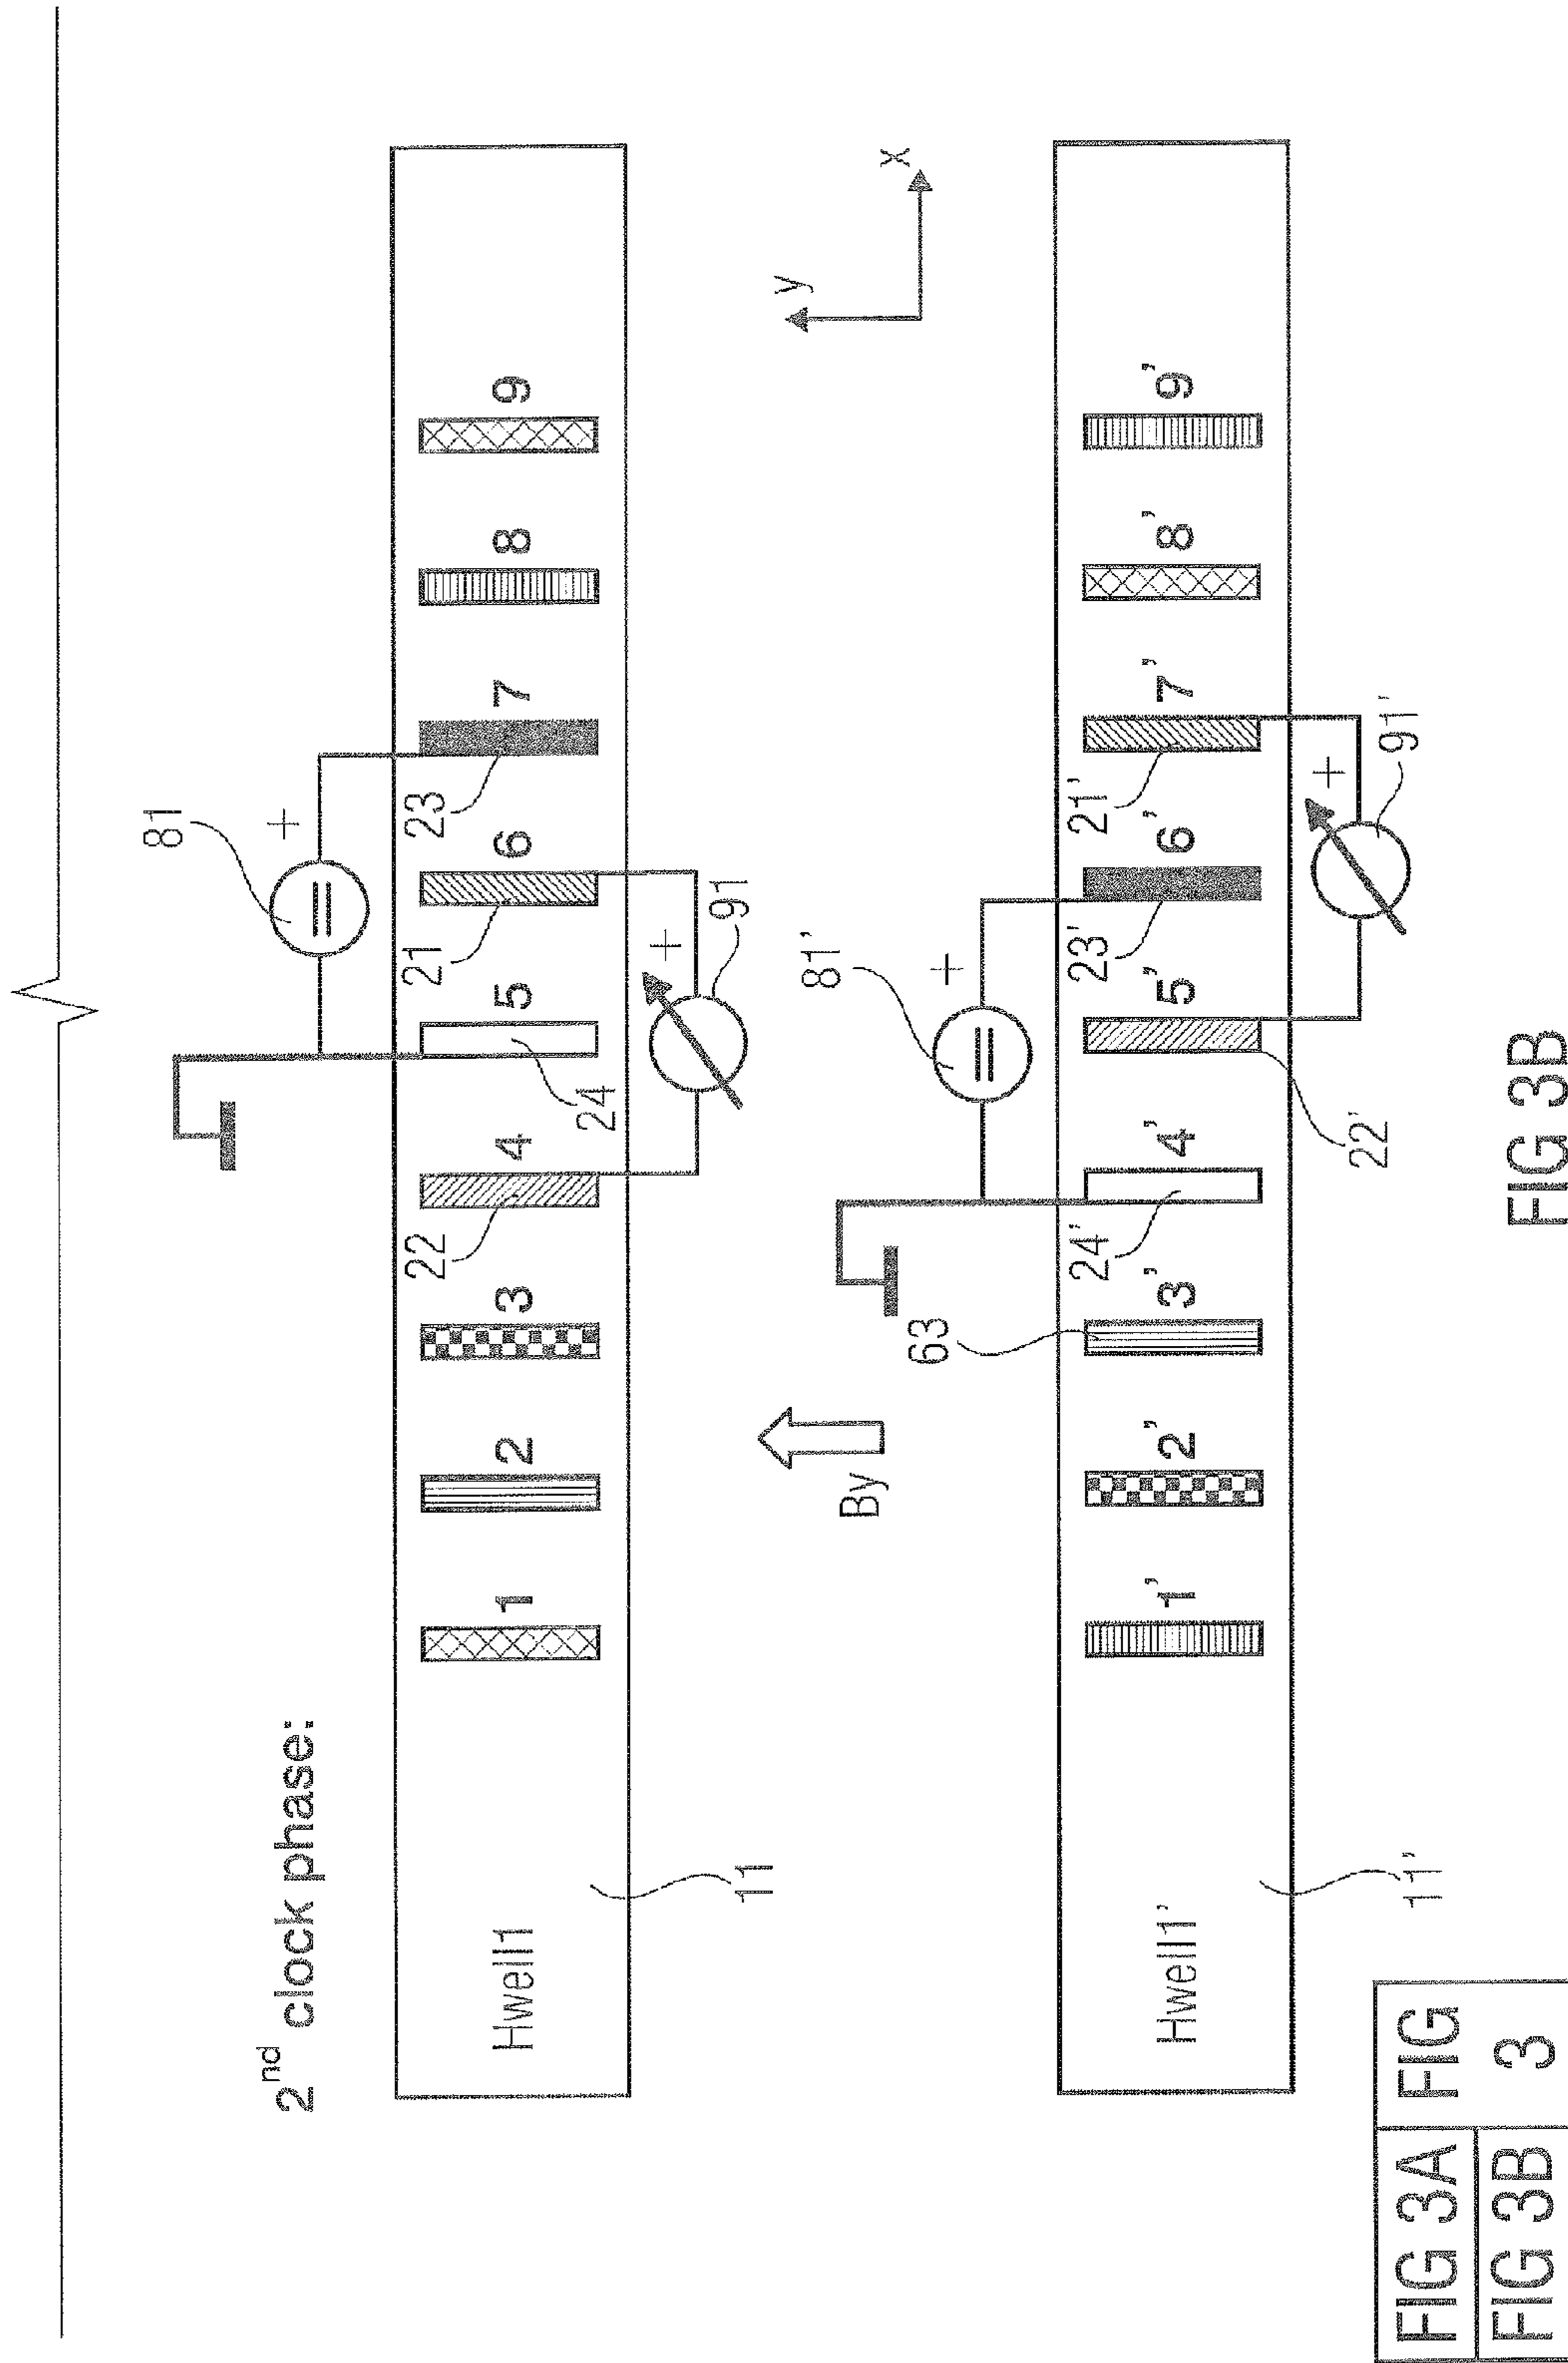 2nd clock phase:
81
+
1 2 3 4 5 6 7 8 9
22 24 21 23
Hwell1
11
+
91
y
x
By
81'
+
63
1' 2' 3' 4' 5' 6' 7' 8' 9'
24' 23' 21'
Hwell1'
11'
22'
+
91'
FIG 3A FIG
FIG 3B 3
FIG 3B